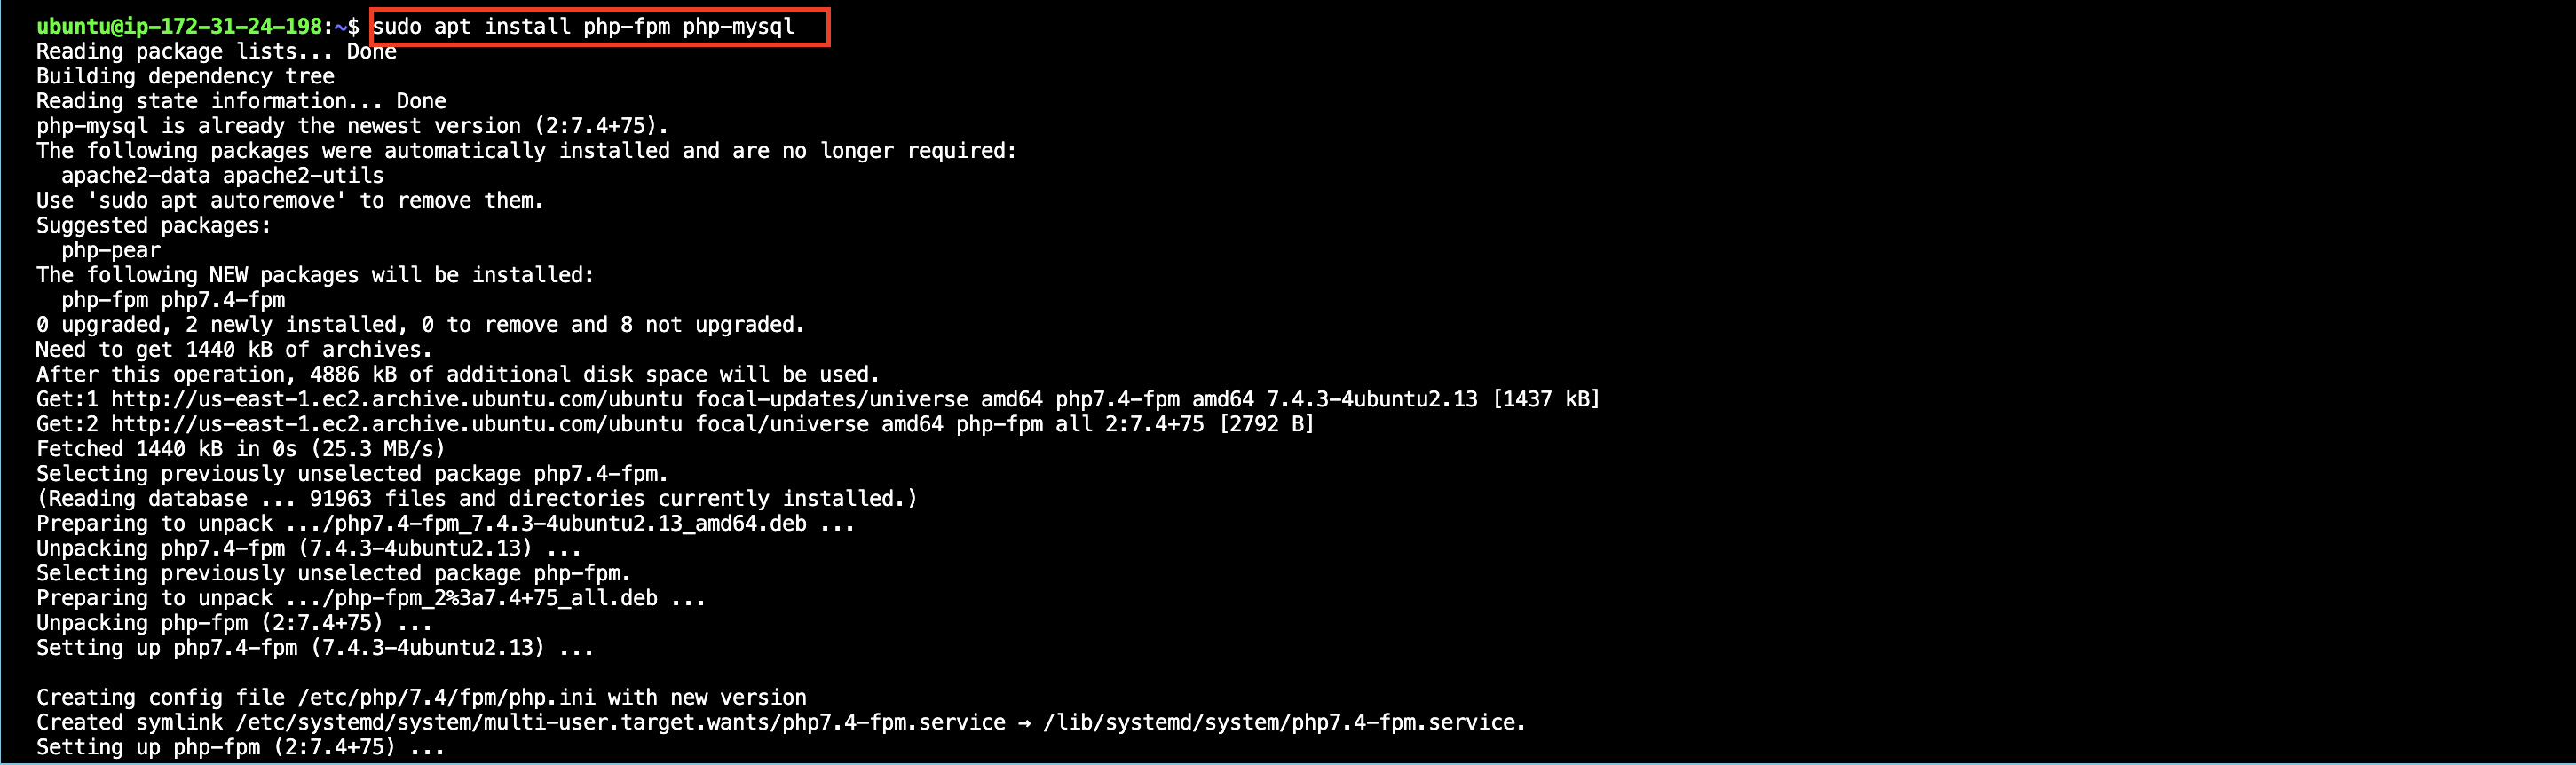 ubuntu@ip-172-31-24-198:~$ sudo apt install php-fpm php-mysql
Reading package lists... Done
Building dependency tree
Reading state information... Done
php-mysql is already the newest version (2:7.4+75).
The following packages were automatically installed and are no longer required:
  apache2-data apache2-utils
Use 'sudo apt autoremove' to remove them.
Suggested packages:
  php-pear
The following NEW packages will be installed:
  php-fpm php7.4-fpm
0 upgraded, 2 newly installed, 0 to remove and 8 not upgraded.
Need to get 1440 kB of archives.
After this operation, 4886 kB of additional disk space will be used.
Get:1 http://us-east-1.ec2.archive.ubuntu.com/ubuntu focal-updates/universe amd64 php7.4-fpm amd64 7.4.3-4ubuntu2.13 [1437 kB]
Get:2 http://us-east-1.ec2.archive.ubuntu.com/ubuntu focal/universe amd64 php-fpm all 2:7.4+75 [2792 B]
Fetched 1440 kB in 0s (25.3 MB/s)
Selecting previously unselected package php7.4-fpm.
(Reading database ... 91963 files and directories currently installed.)
Preparing to unpack .../php7.4-fpm_7.4.3-4ubuntu2.13_amd64.deb ...
Unpacking php7.4-fpm (7.4.3-4ubuntu2.13) ...
Selecting previously unselected package php-fpm.
Preparing to unpack .../php-fpm_2%3a7.4+75_all.deb ...
Unpacking php-fpm (2:7.4+75) ...
Setting up php7.4-fpm (7.4.3-4ubuntu2.13) ...

Creating config file /etc/php/7.4/fpm/php.ini with new version
Created symlink /etc/systemd/system/multi-user.target.wants/php7.4-fpm.service → /lib/systemd/system/php7.4-fpm.service.
Setting up php-fpm (2:7.4+75) ...